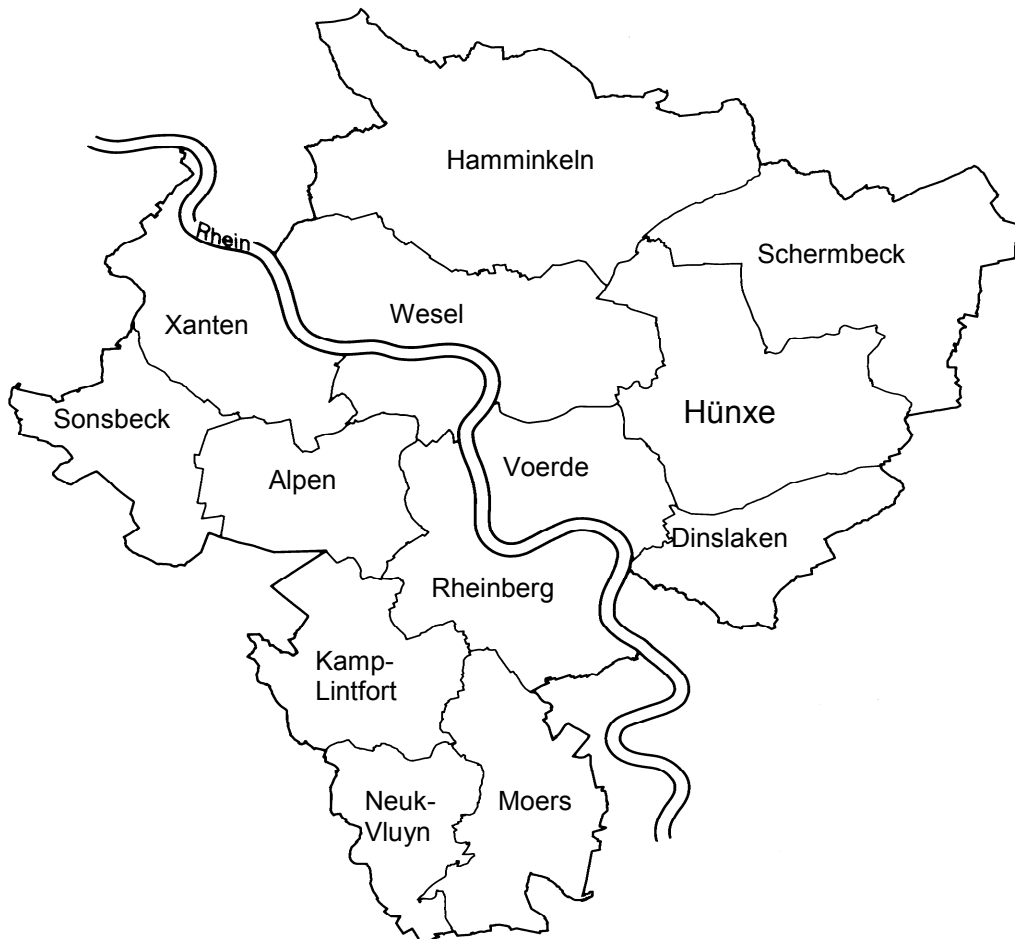 Hamminkeln
Rhein
Schermbeck
Xanten
Wesel
Sonsbeck
Hünxe
Alpen
Voerde
Dinslaken
Rheinberg
Kamp-
Lintfort
Neuk-
Vluyn
Moers